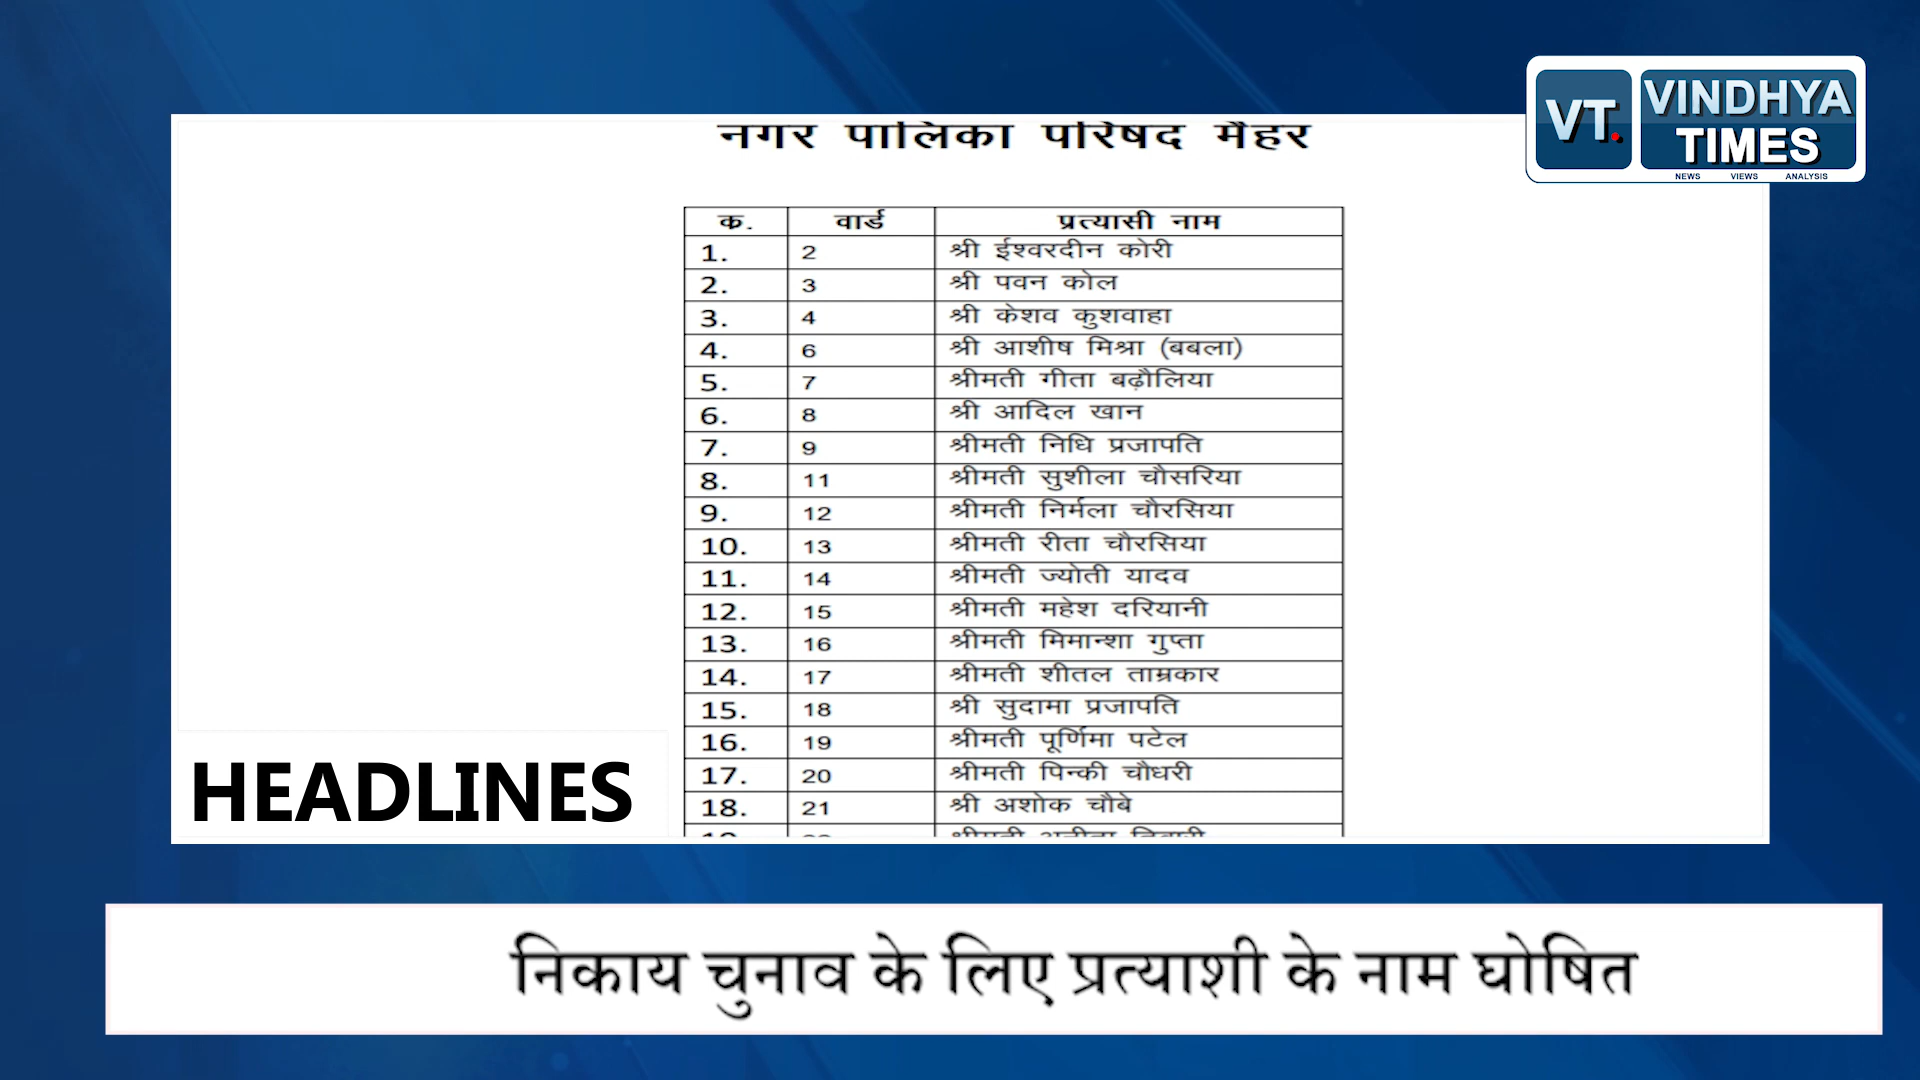 VT. VINDHYA
TIMES
NEWS VIEWS ANALYSIS
नगर पालिका परिषद मैहर
क. वार्ड प्रत्यासी नाम
1. 2 श्री ईश्वरदीन कोरी
2. 3 श्री पवन कोल
3. 4 श्री केशव कुशवाहा
4. 6 श्री आशीष मिश्रा (बबला)
5. 7 श्रीमती गीता बढ़ौलिया
6. 8 श्री आदिल खान
7. 9 श्रीमती निधि प्रजापति
8. 11 श्रीमती सुशीला चौसरिया
9. 12 श्रीमती निर्मला चौरसिया
10. 13 श्रीमती रीता चौरसिया
11. 14 श्रीमती ज्योती यादव
12. 15 श्रीमती महेश दरियानी
13. 16 श्रीमती मिमान्शा गुप्ता
14. 17 श्रीमती शीतल ताम्रकार
15. 18 श्री सुदामा प्रजापति
16. 19 श्रीमती पूर्णिमा पटेल
17. 20 श्रीमती पिन्की चौधरी
18. 21 श्री अशोक चौबे
HEADLINES
निकाय चुनाव के लिए प्रत्याशी के नाम घोषित